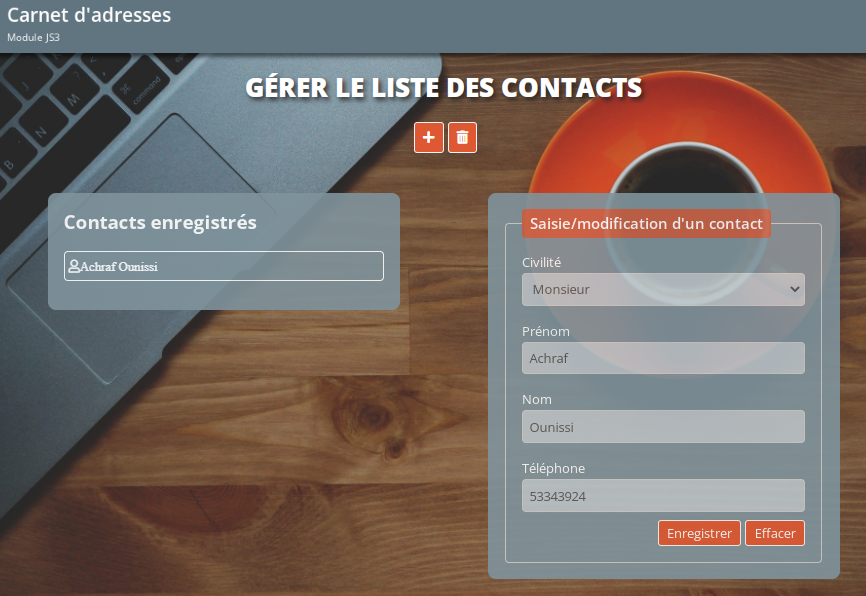 Carnet d'adresses
Module JS3
GÉRER LE LISTE DES CONTACTS
Contacts enregistrés
Achraf Ounissi
Saisie/modification d'un contact
Civilité
Monsieur
Prénom
Achraf
Nom
Ounissi
Téléphone
53343924
Enregistrer Effacer
command
J
M
N
B